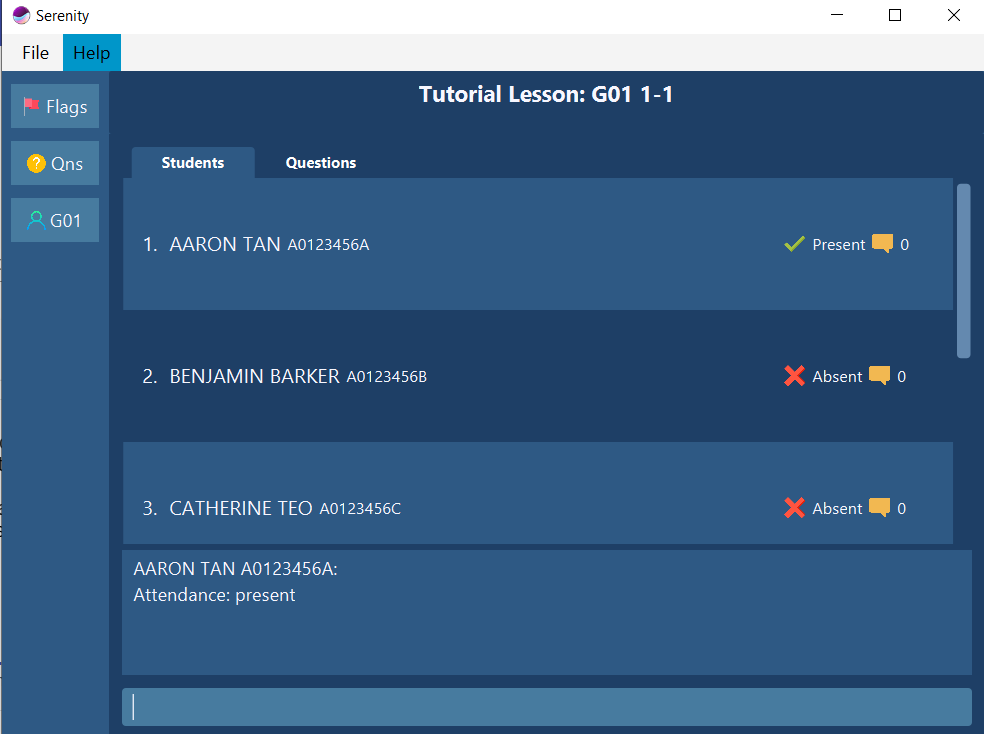 Serenity
File Help
Tutorial Lesson: G01 1-1
Flags
Qns
G01
Students Questions
1. AARON TAN A0123456A Present 0
2. BENJAMIN BARKER A0123456B Absent 0
3. CATHERINE TEO A0123456C Absent 0
AARON TAN A0123456A:
Attendance: present